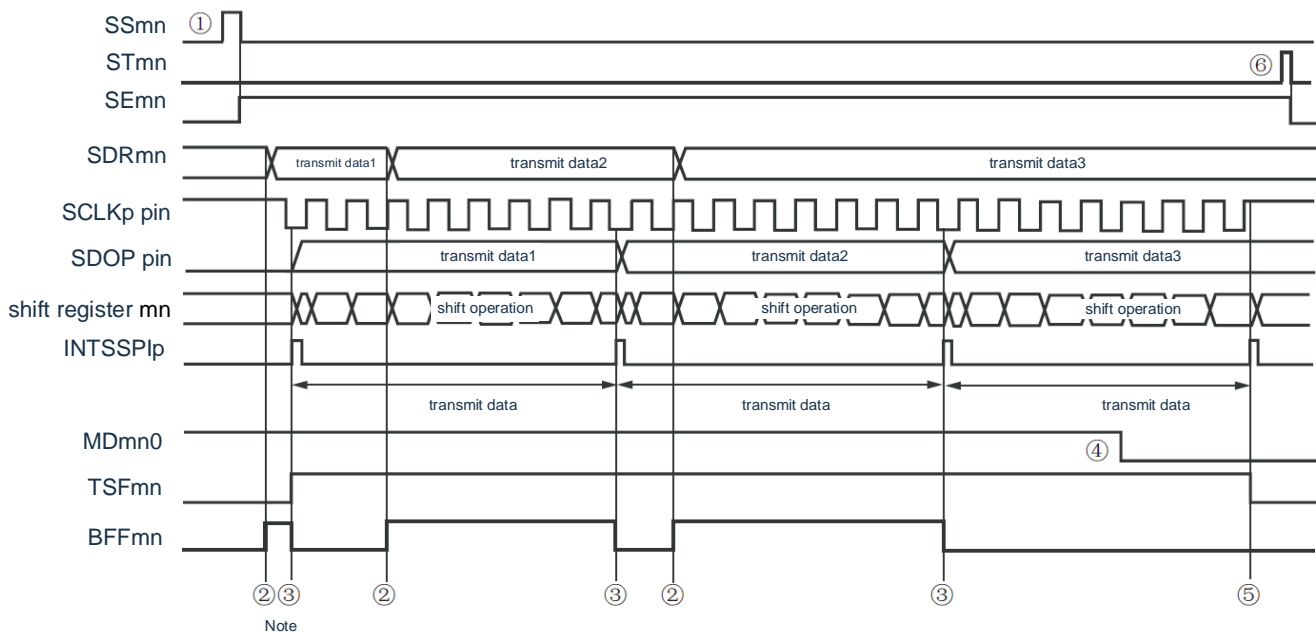 SSmn ①
STmn ⑥
SEmn
SDRmn transmit data1 transmit data2 transmit data3
SCLKp pin
SDOP pin transmit data1 transmit data2 transmit data3
shift register mn shift operation shift operation shift operation
INTSSPIp
transmit data transmit data transmit data
MDmn0 ④
TSFmn
BFFmn
② ③ ② ③ ② ③ ⑤
Note